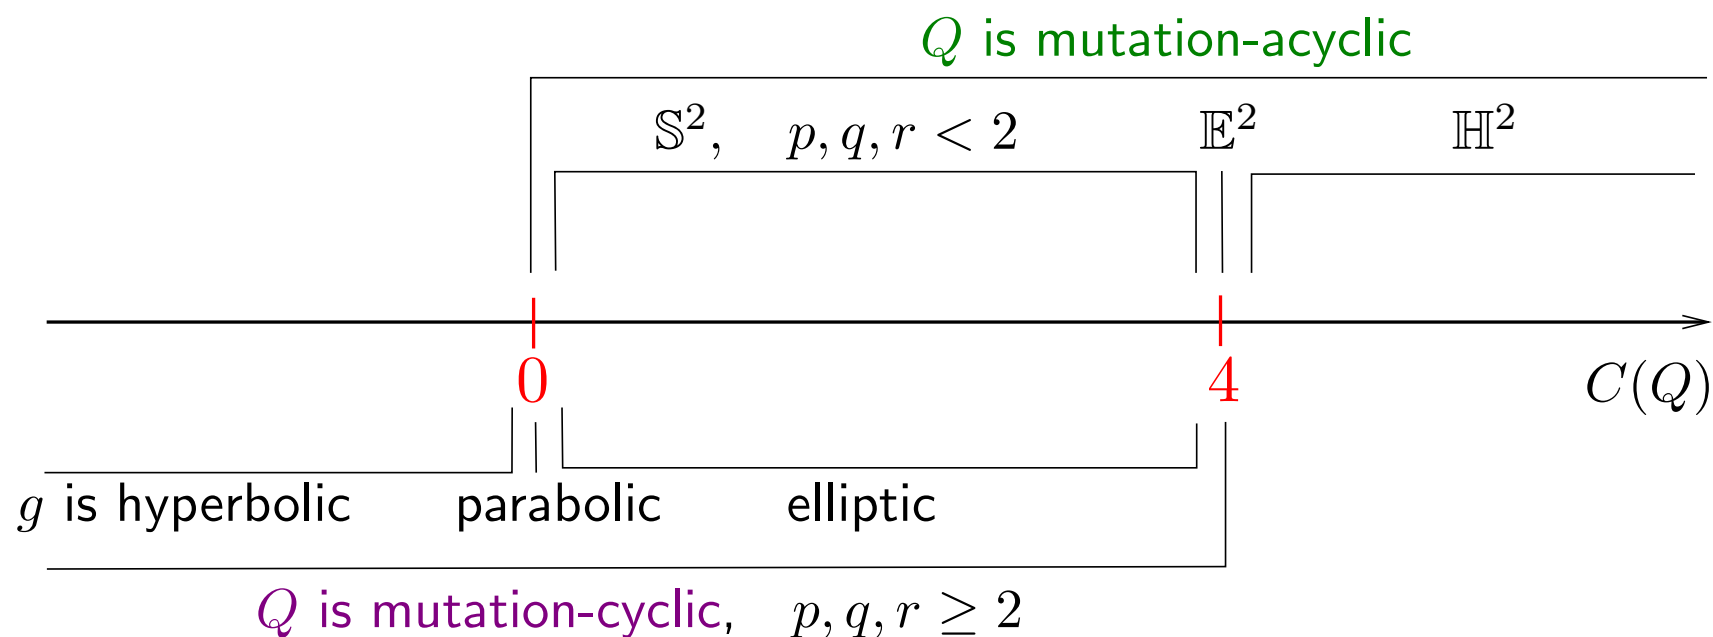 Q is mutation-acyclic
𝕊², p, q, r < 2 𝔼² ℍ²
0 4 C(Q)
g is hyperbolic parabolic elliptic
Q is mutation-cyclic, p, q, r ≥ 2